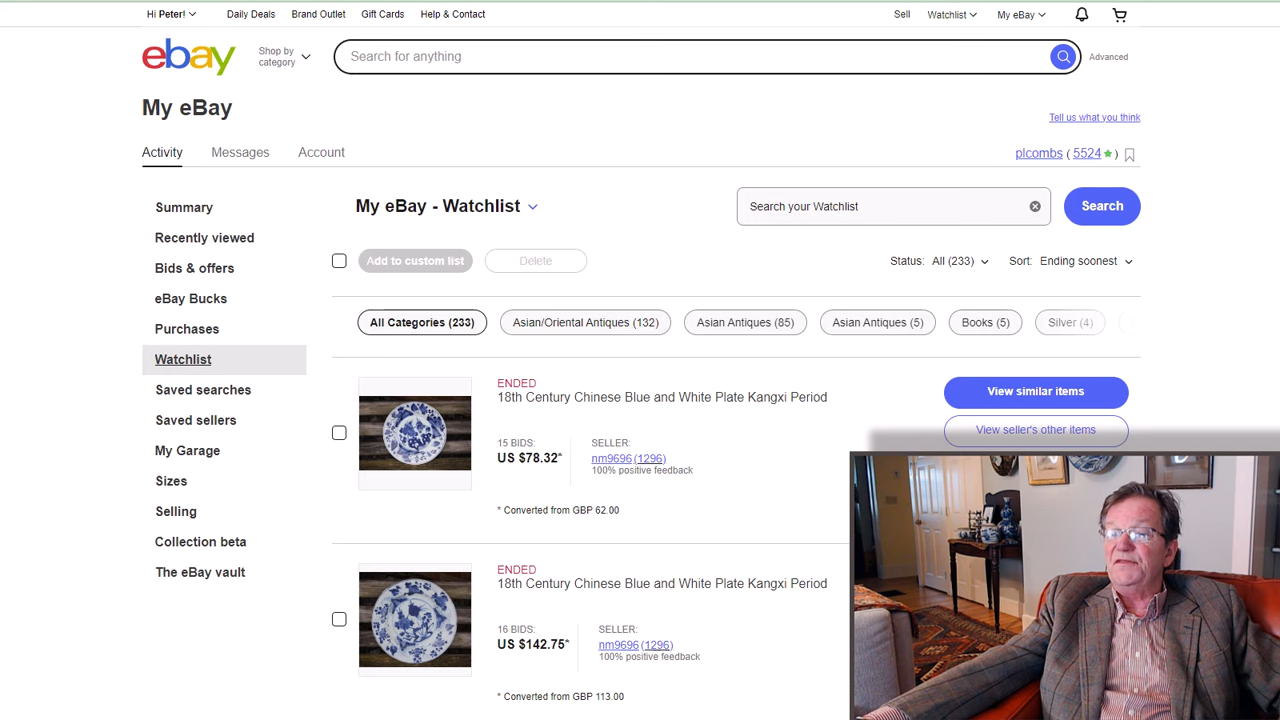 Hi Peter!
Daily Deals
Brand Outlet
Gift Cards
Help & Contact
Sell
Watchlist
My eBay
ebay
Shop by
category
Search for anything
Advanced
My eBay
Tell us what you think
Activity
Messages
Account
plcombs ( 5524 )
Summary
Recently viewed
Bids & offers
eBay Bucks
Purchases
Watchlist
Saved searches
Saved sellers
My Garage
Sizes
Selling
Collection beta
The eBay vault
My eBay - Watchlist
Search your Watchlist
Search
Add to custom list
Delete
Status: All (233)
Sort: Ending soonest
All Categories (233)
Asian/Oriental Antiques (132)
Asian Antiques (85)
Asian Antiques (5)
Books (5)
Silver (4)
ENDED
18th Century Chinese Blue and White Plate Kangxi Period
15 BIDS:
US $78.32*
SELLER:
nm9696 (1296)
100% positive feedback
* Converted from GBP 62.00
View similar items
View seller's other items
ENDED
18th Century Chinese Blue and White Plate Kangxi Period
16 BIDS:
US $142.75*
SELLER:
nm9696 (1296)
100% positive feedback
* Converted from GBP 113.00